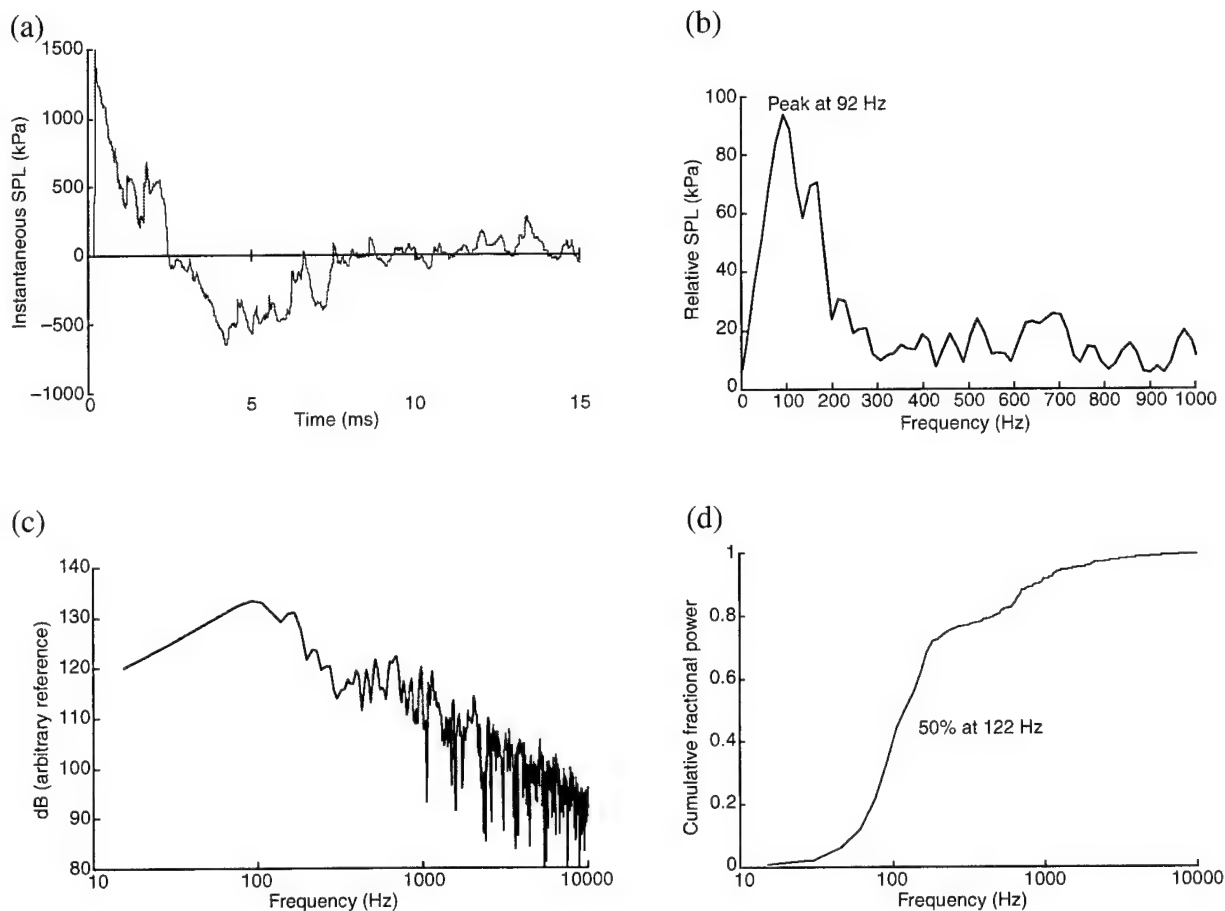 (a)
1500
1000
500
0
−500
−1000
Instantaneous SPL (kPa)
0
5
10
15
Time (ms)
(b)
100
80
60
40
20
0
Relative SPL (kPa)
Peak at 92 Hz
0 100 200 300 400 500 600 700 800 900 1000
Frequency (Hz)
(c)
140
130
120
110
100
90
80
dB (arbitrary reference)
10 100 1000 10000
Frequency (Hz)
(d)
1
0.8
0.6
0.4
0.2
0
Cumulative fractional power
50% at 122 Hz
10 100 1000 10000
Frequency (Hz)